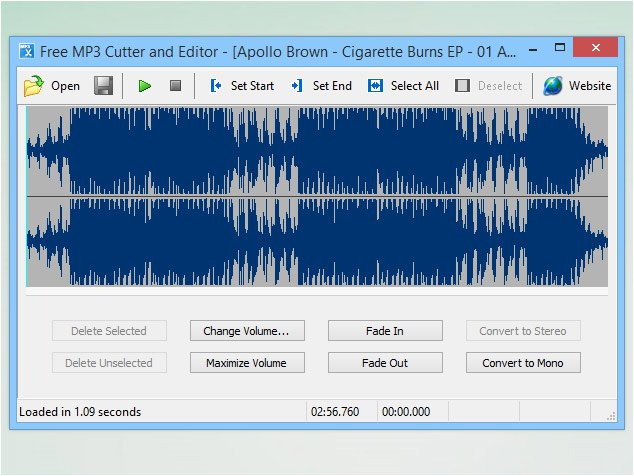 Free MP3 Cutter and Editor - [Apollo Brown - Cigarette Burns EP - 01 A...
Open Set Start Set End Select All Deselect Website
Delete Selected Change Volume... Fade In Convert to Stereo
Delete Unselected Maximize Volume Fade Out Convert to Mono
Loaded in 1.09 seconds 02:56.760 00:00.000